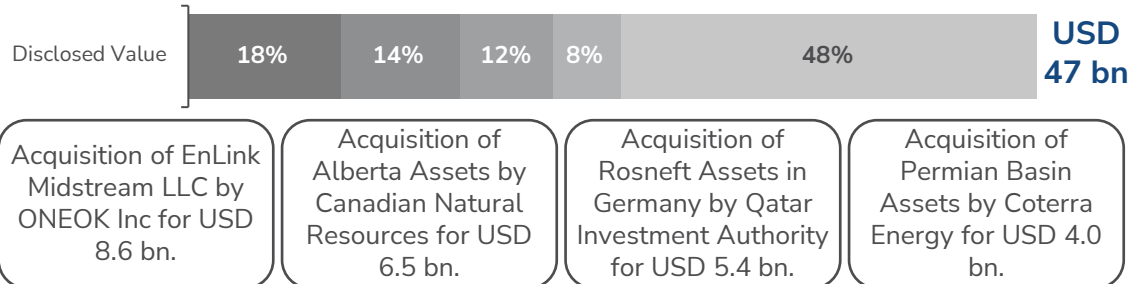 Disclosed Value
18%
14%
12%
8%
48%
USD
47 bn
Acquisition of EnLink
Midstream LLC by
ONEOK Inc for USD
8.6 bn.
Acquisition of
Alberta Assets by
Canadian Natural
Resources for USD
6.5 bn.
Acquisition of
Rosneft Assets in
Germany by Qatar
Investment Authority
for USD 5.4 bn.
Acquisition of
Permian Basin
Assets by Coterra
Energy for USD 4.0
bn.